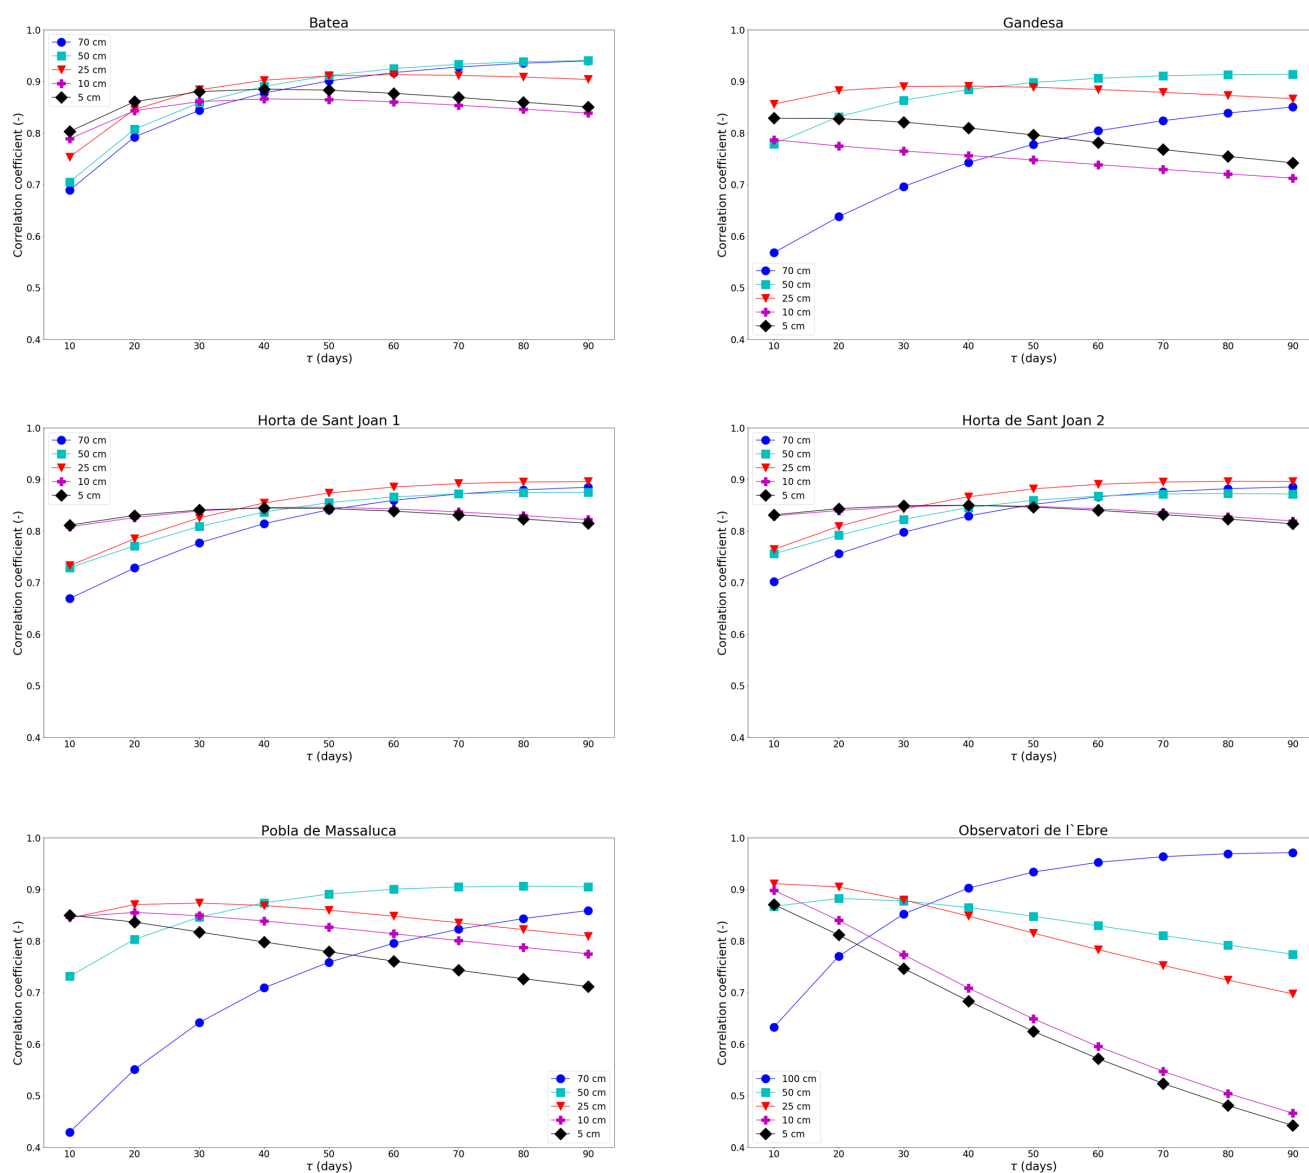 Batea
Correlation coefficient (-)
1.0
0.9
0.8
0.7
0.6
0.5
0.4
70 cm
50 cm
25 cm
10 cm
5 cm
10 20 30 40 50 60 70 80 90
τ (days)
Gandesa
Correlation coefficient (-)
1.0
0.9
0.8
0.7
0.6
0.5
0.4
70 cm
50 cm
25 cm
10 cm
5 cm
10 20 30 40 50 60 70 80 90
τ (days)
Horta de Sant Joan 1
Correlation coefficient (-)
1.0
0.9
0.8
0.7
0.6
0.5
0.4
70 cm
50 cm
25 cm
10 cm
5 cm
10 20 30 40 50 60 70 80 90
τ (days)
Horta de Sant Joan 2
Correlation coefficient (-)
1.0
0.9
0.8
0.7
0.6
0.5
0.4
70 cm
50 cm
25 cm
10 cm
5 cm
10 20 30 40 50 60 70 80 90
τ (days)
Pobla de Massaluca
Correlation coefficient (-)
1.0
0.9
0.8
0.7
0.6
0.5
0.4
70 cm
50 cm
25 cm
10 cm
5 cm
10 20 30 40 50 60 70 80 90
τ (days)
Observatori de l`Ebre
Correlation coefficient (-)
1.0
0.9
0.8
0.7
0.6
0.5
0.4
100 cm
50 cm
25 cm
10 cm
5 cm
10 20 30 40 50 60 70 80 90
τ (days)